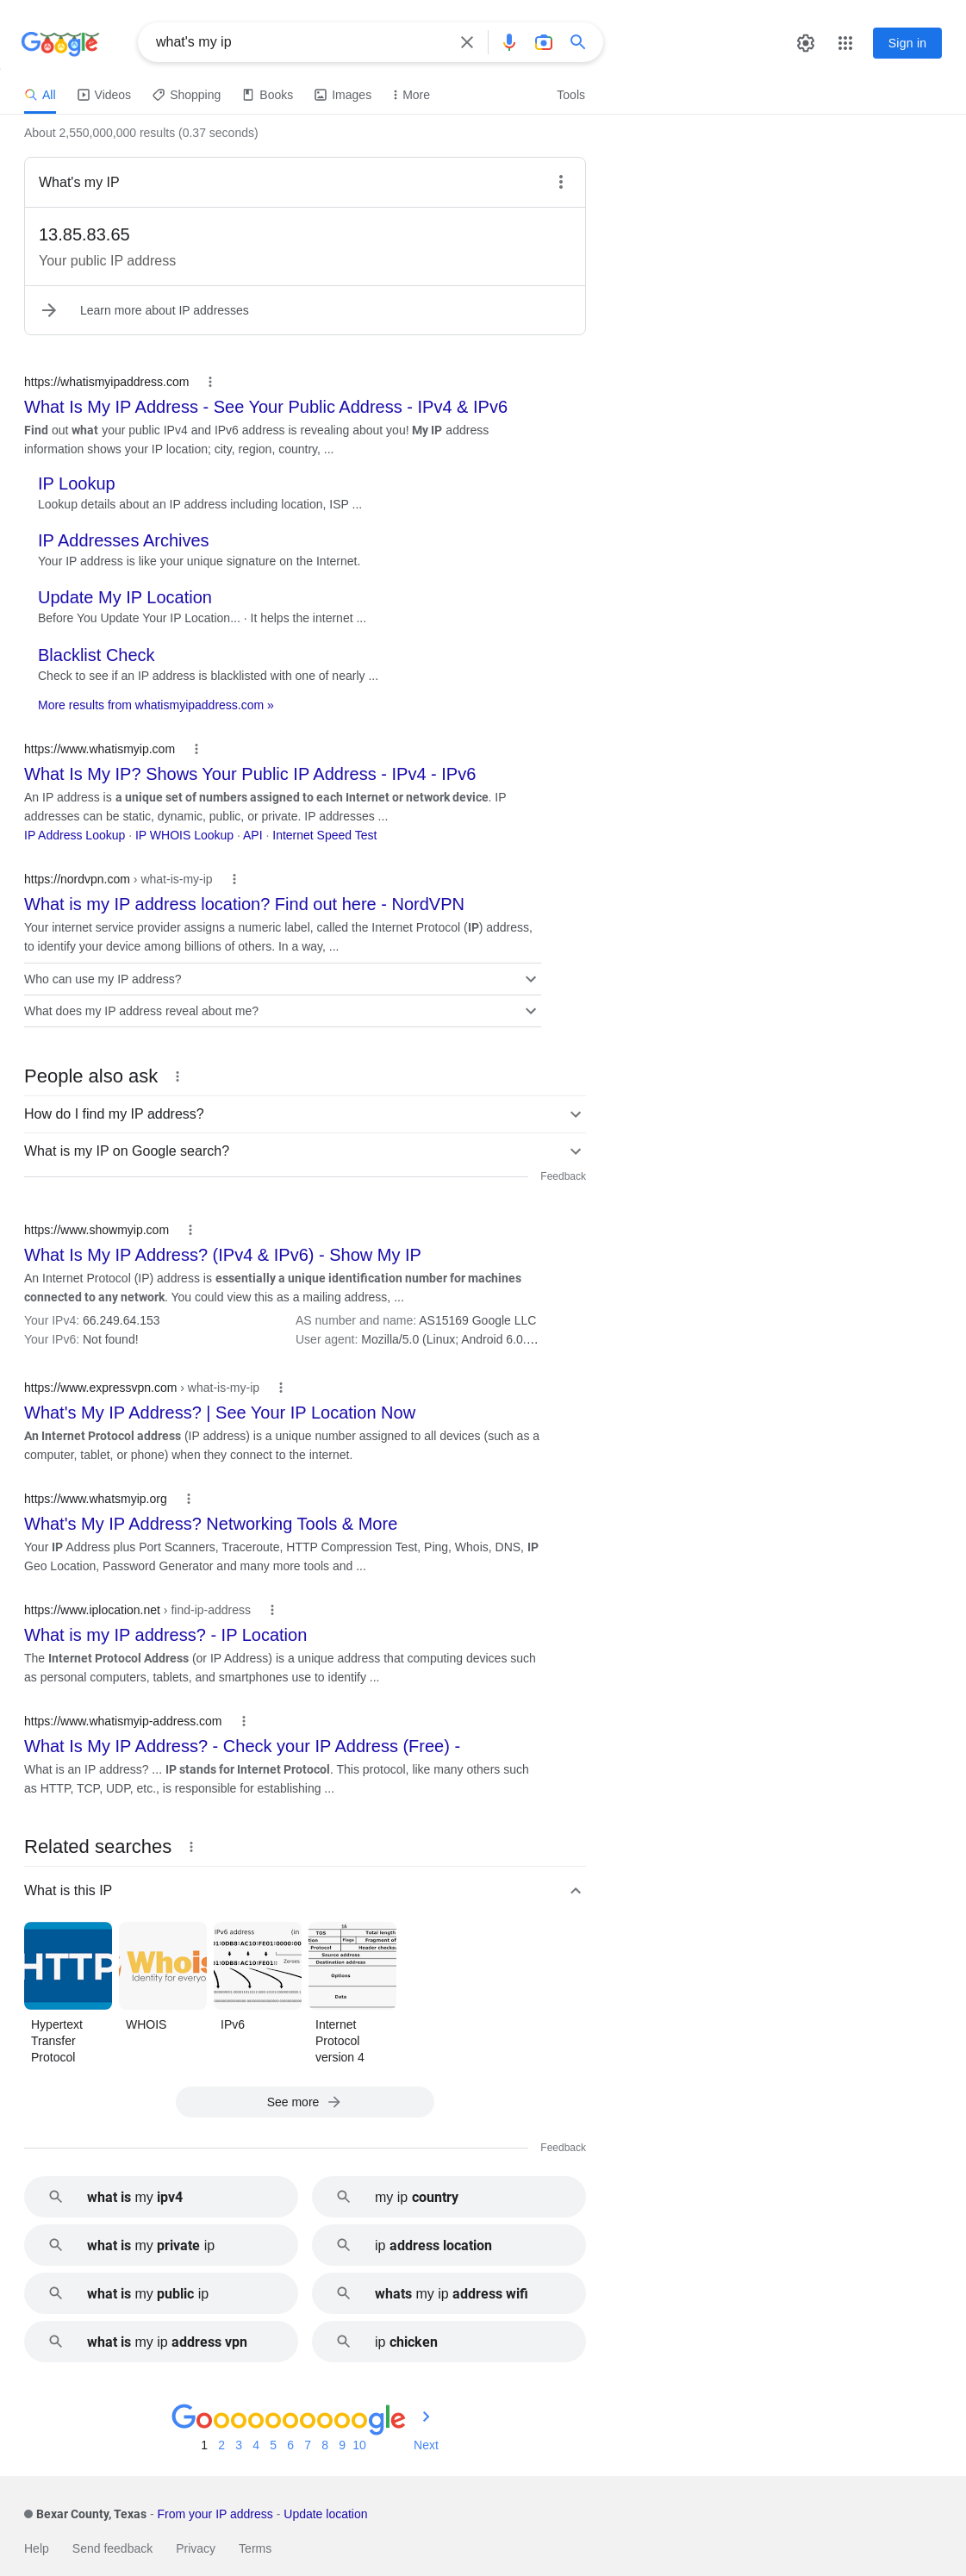 Google
what's my ip
Sign in
All Videos Shopping Books Images More Tools
About 2,550,000,000 results (0.37 seconds)
What's my IP
13.85.83.65
Your public IP address
Learn more about IP addresses
https://whatismyipaddress.com
What Is My IP Address - See Your Public Address - IPv4 & IPv6
Find out what your public IPv4 and IPv6 address is revealing about you! My IP address
information shows your IP location; city, region, country, ...
IP Lookup
Lookup details about an IP address including location, ISP ...
IP Addresses Archives
Your IP address is like your unique signature on the Internet.
Update My IP Location
Before You Update Your IP Location... · It helps the internet ...
Blacklist Check
Check to see if an IP address is blacklisted with one of nearly ...
More results from whatismyipaddress.com »
https://www.whatismyip.com
What Is My IP? Shows Your Public IP Address - IPv4 - IPv6
An IP address is a unique set of numbers assigned to each Internet or network device. IP
addresses can be static, dynamic, public, or private. IP addresses ...
IP Address Lookup · IP WHOIS Lookup · API · Internet Speed Test
https://nordvpn.com › what-is-my-ip
What is my IP address location? Find out here - NordVPN
Your internet service provider assigns a numeric label, called the Internet Protocol (IP) address,
to identify your device among billions of others. In a way, ...
Who can use my IP address?
What does my IP address reveal about me?
People also ask
How do I find my IP address?
What is my IP on Google search?
Feedback
https://www.showmyip.com
What Is My IP Address? (IPv4 & IPv6) - Show My IP
An Internet Protocol (IP) address is essentially a unique identification number for machines
connected to any network. You could view this as a mailing address, ...
Your IPv4: 66.249.64.153 AS number and name: AS15169 Google LLC
Your IPv6: Not found! User agent: Mozilla/5.0 (Linux; Android 6.0....
https://www.expressvpn.com › what-is-my-ip
What's My IP Address? | See Your IP Location Now
An Internet Protocol address (IP address) is a unique number assigned to all devices (such as a
computer, tablet, or phone) when they connect to the internet.
https://www.whatsmyip.org
What's My IP Address? Networking Tools & More
Your IP Address plus Port Scanners, Traceroute, HTTP Compression Test, Ping, Whois, DNS, IP
Geo Location, Password Generator and many more tools and ...
https://www.iplocation.net › find-ip-address
What is my IP address? - IP Location
The Internet Protocol Address (or IP Address) is a unique address that computing devices such
as personal computers, tablets, and smartphones use to identify ...
https://www.whatismyip-address.com
What Is My IP Address? - Check your IP Address (Free) -
What is an IP address? ... IP stands for Internet Protocol. This protocol, like many others such
as HTTP, TCP, UDP, etc., is responsible for establishing ...
Related searches
What is this IP
HTTP
Whois
Identity for everyo
IPv6 address (in
16
TOS Total length
Flags Fragment of
Protocol Header checksu
Source address
Destination address
Options
Data
Zeroes
Hypertext
Transfer
Protocol
WHOIS
IPv6
Internet
Protocol
version 4
See more
Feedback
what is my ipv4
my ip country
what is my private ip
ip address location
what is my public ip
whats my ip address wifi
what is my ip address vpn
ip chicken
Goooooooooogle
1 2 3 4 5 6 7 8 9 10 Next
Bexar County, Texas - From your IP address - Update location
Help Send feedback Privacy Terms